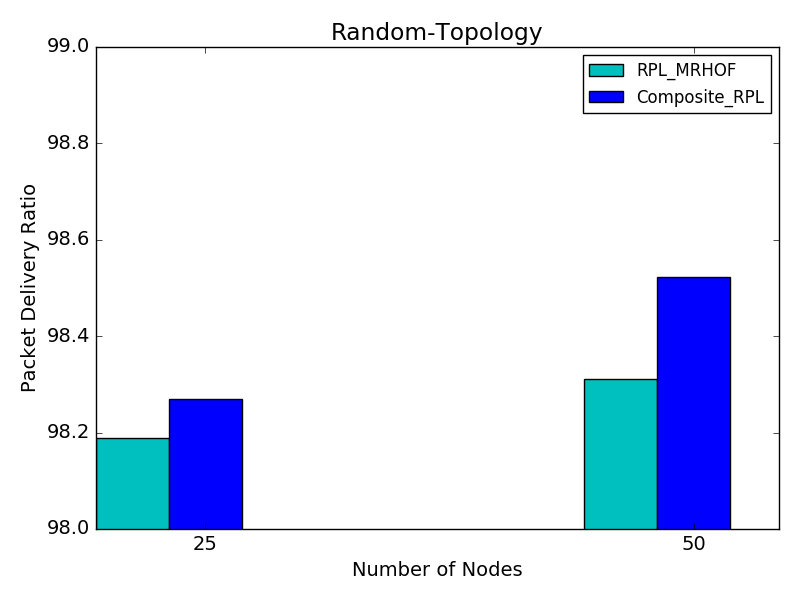 Random-Topology
RPL_MRHOF
Composite_RPL
Packet Delivery Ratio
99.0
98.8
98.6
98.4
98.2
98.0
25
50
Number of Nodes